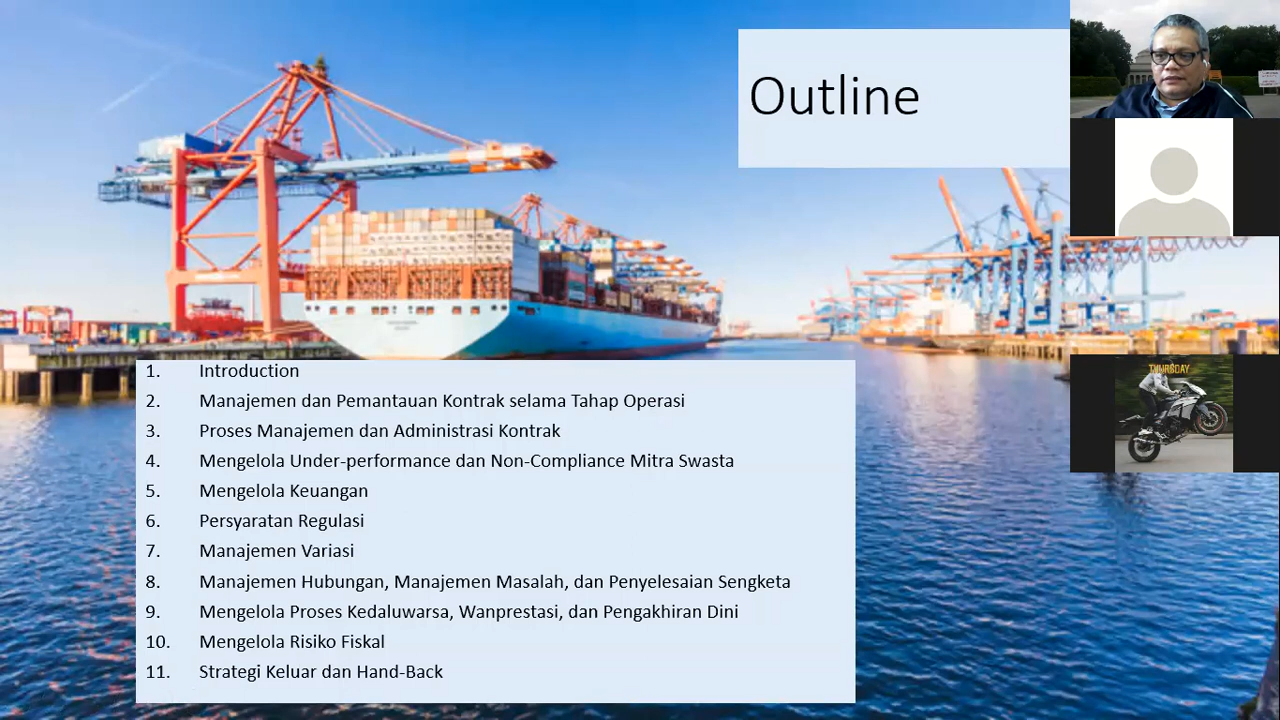 Outline
1. Introduction
2. Manajemen dan Pemantauan Kontrak selama Tahap Operasi
3. Proses Manajemen dan Administrasi Kontrak
4. Mengelola Under-performance dan Non-Compliance Mitra Swasta
5. Mengelola Keuangan
6. Persyaratan Regulasi
7. Manajemen Variasi
8. Manajemen Hubungan, Manajemen Masalah, dan Penyelesaian Sengketa
9. Mengelola Proses Kedaluwarsa, Wanprestasi, dan Pengakhiran Dini
10. Mengelola Risiko Fiskal
11. Strategi Keluar dan Hand-Back